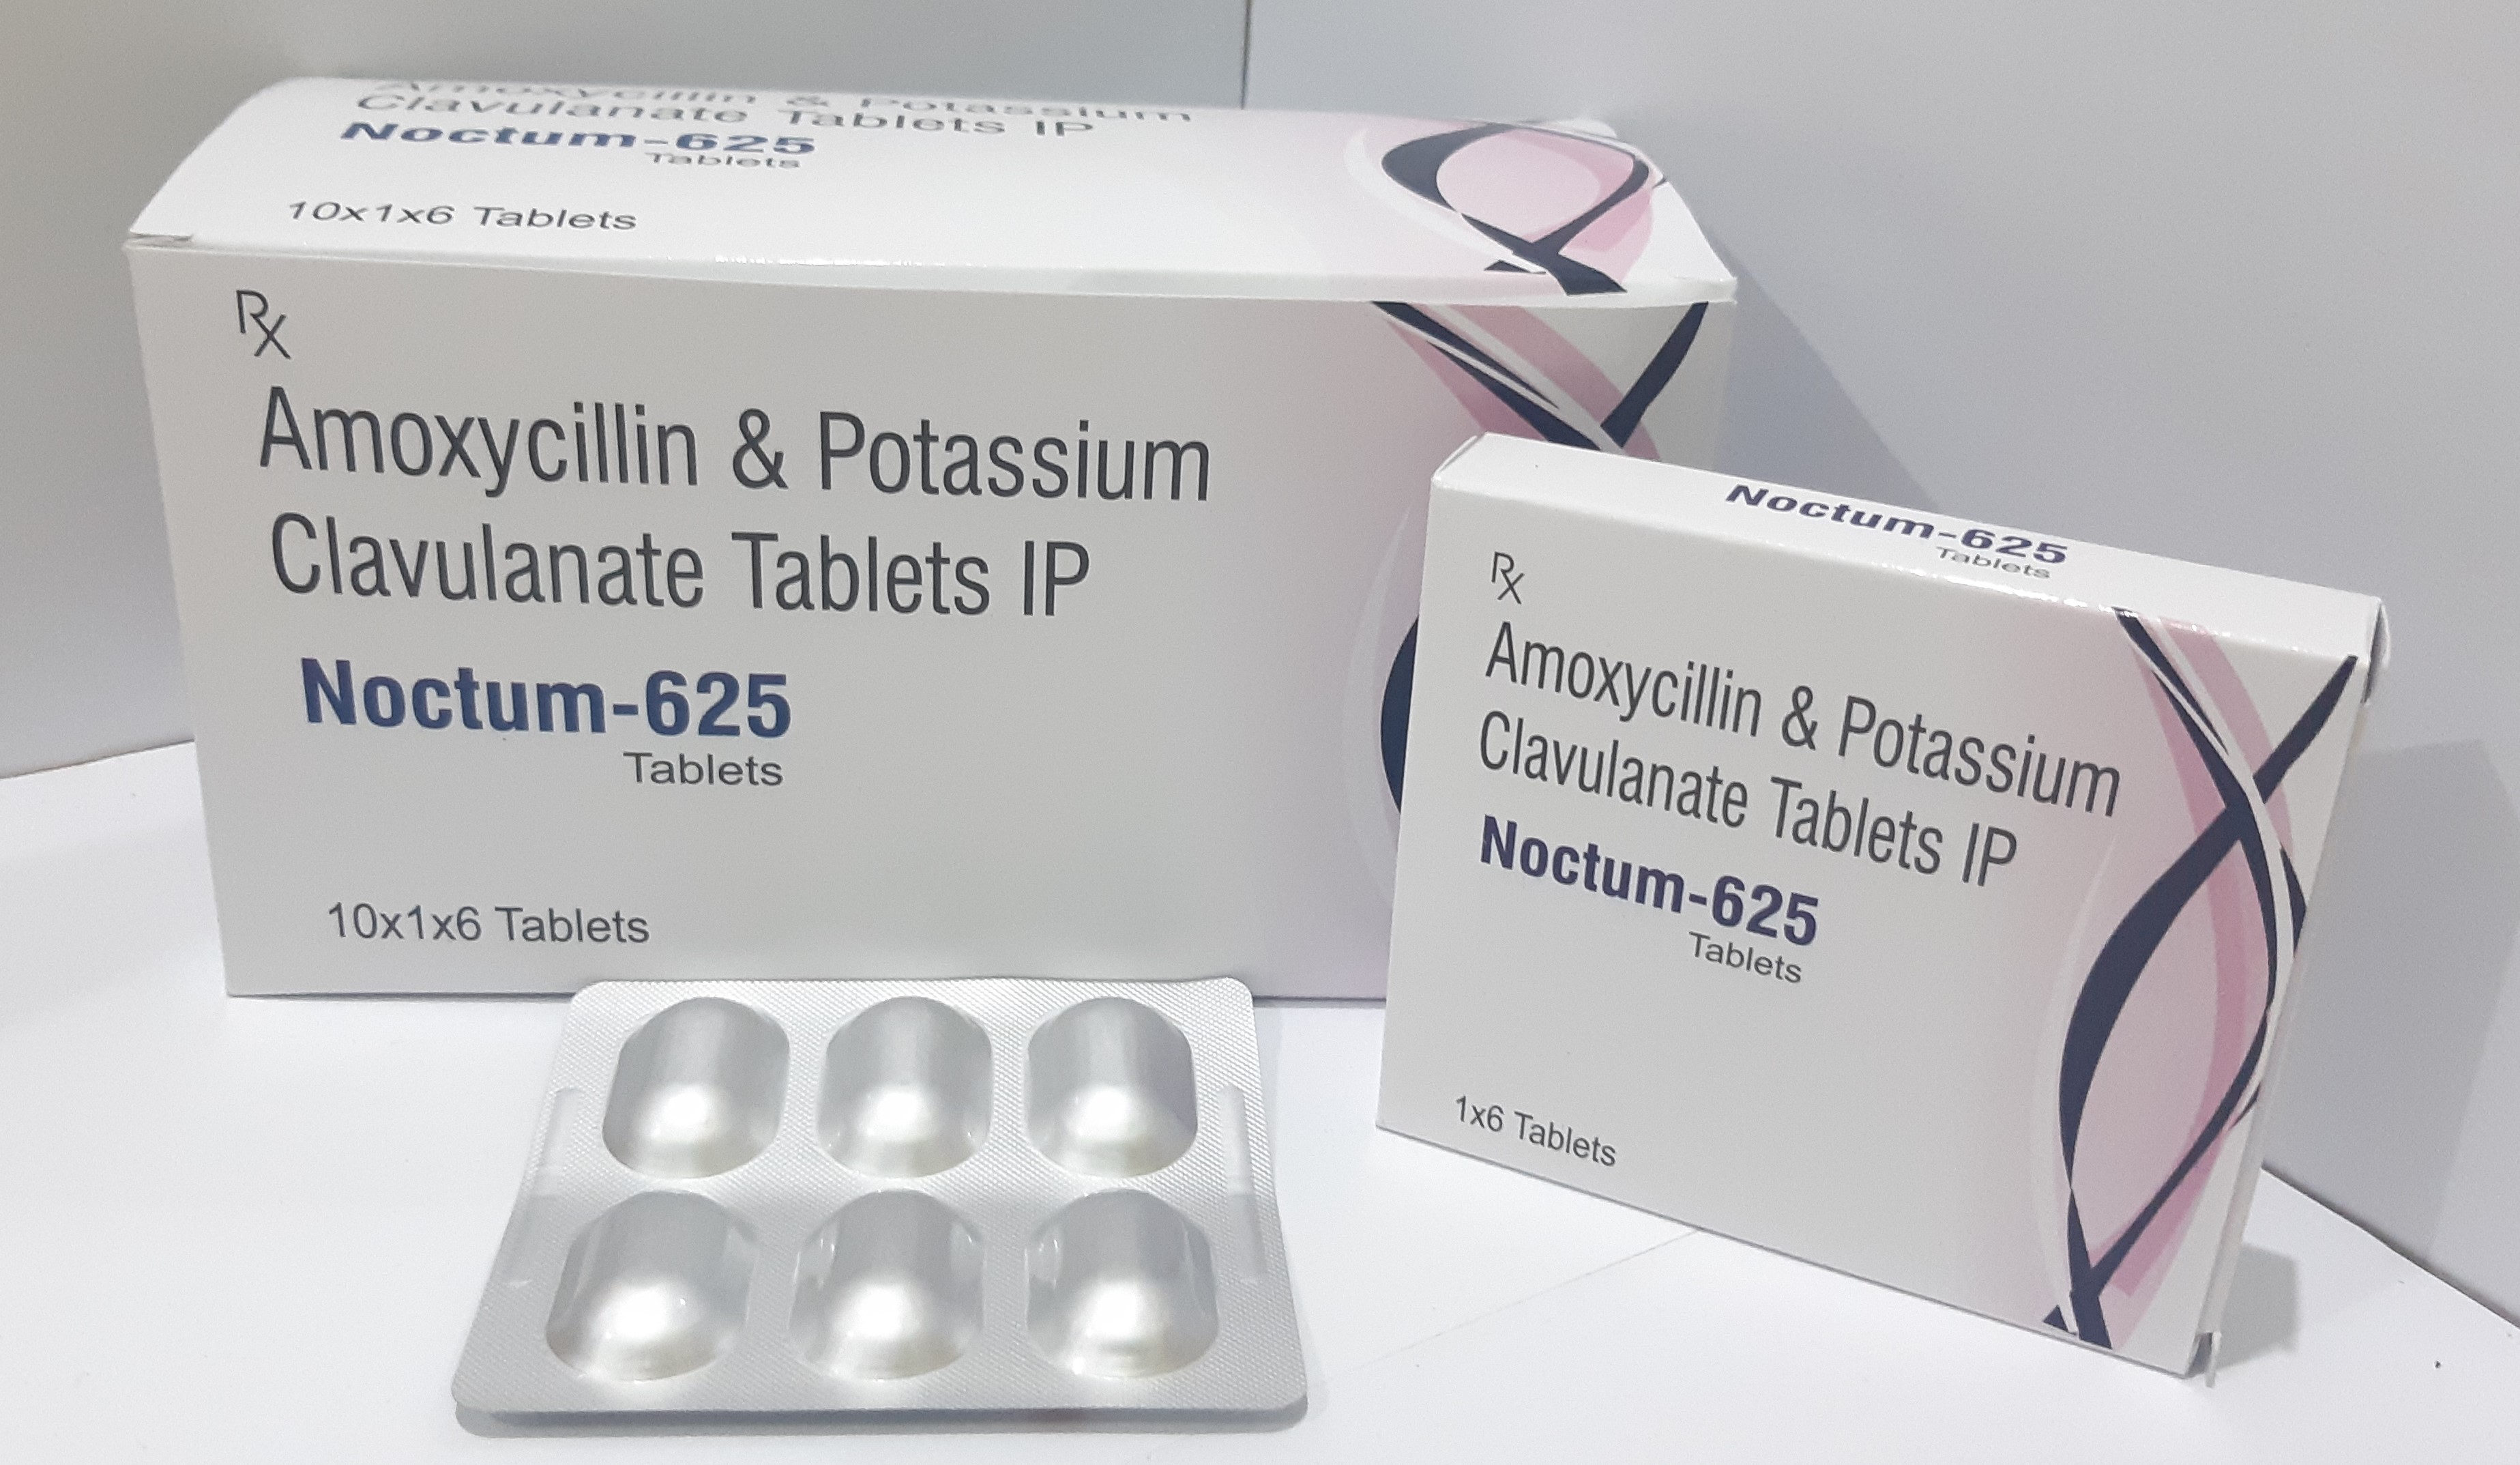 Amoxycillin & Potassium
Clavulanate Tablets IP
Noctum-625
Tablets
10x1x6 Tablets
Rx
Amoxycillin & Potassium
Clavulanate Tablets IP
Noctum-625
Tablets
10x1x6 Tablets
Noctum-625
Tablets
Rx
Amoxycillin & Potassium
Clavulanate Tablets IP
Noctum-625
Tablets
1x6 Tablets